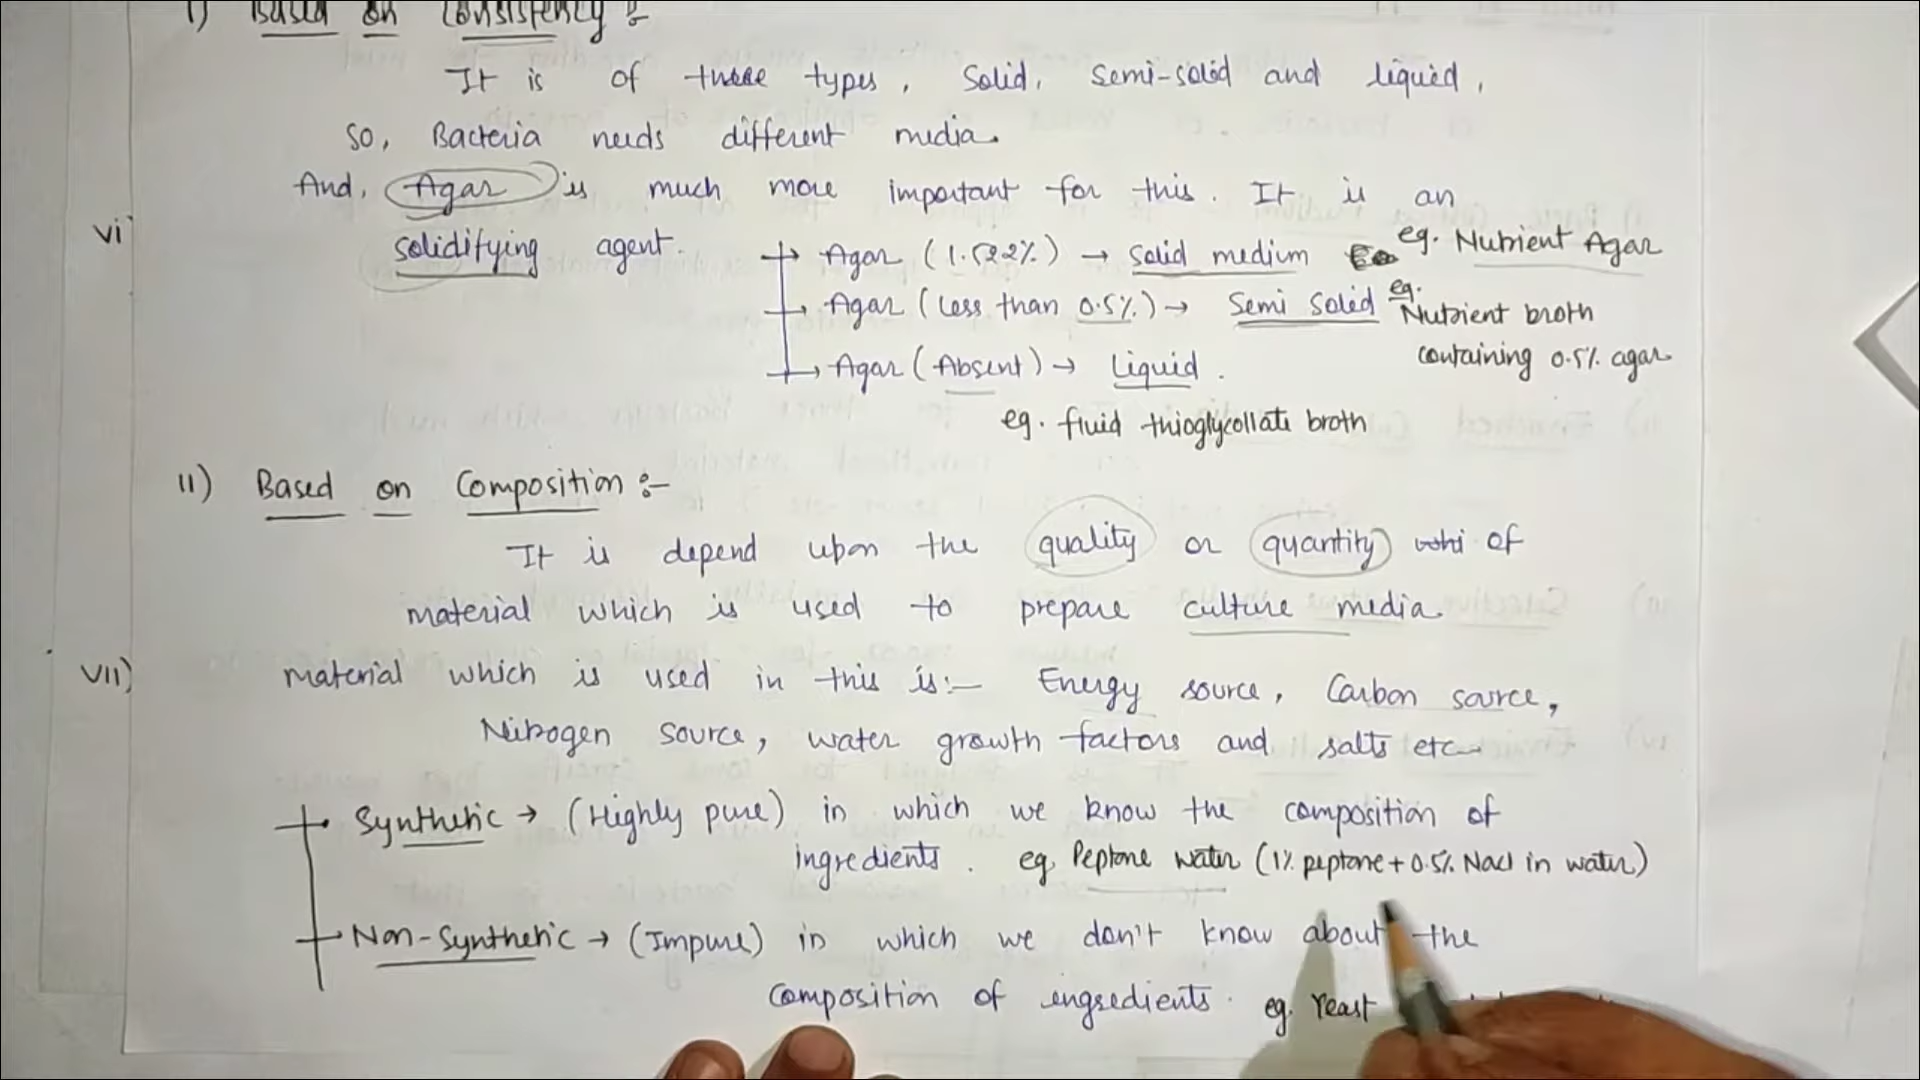 I) Based on Consistency :-
It is of these types, Solid, Semi-solid and liquid,
So, Bacteria needs different media.
And, Agar is much more important for this. It is an
vi
solidifying agent. Agar ( ) → Solid medium eg. Nutrient Agar
Agar (less than 0.5%) → Semi Solid eg. Nutrient broth
containing 0.5% agar
Agar (Absent) → Liquid.
eg. fluid thioglycollate broth
II) Based on Composition :-
It is depend upon the quality or quantity of
material which is used to prepare culture media.
VII)
material which is used in this is :- Energy source, Carbon source,
Nitrogen source, water growth factors and salts etc.
Synthetic → (Highly pure) in which we know the composition of
ingredients. eg. Peptone water (1% peptone + 0.5% Nacl in water)
Non-Synthetic → (Impure) in which we don't know about the
composition of ingredients. eg. Yeast